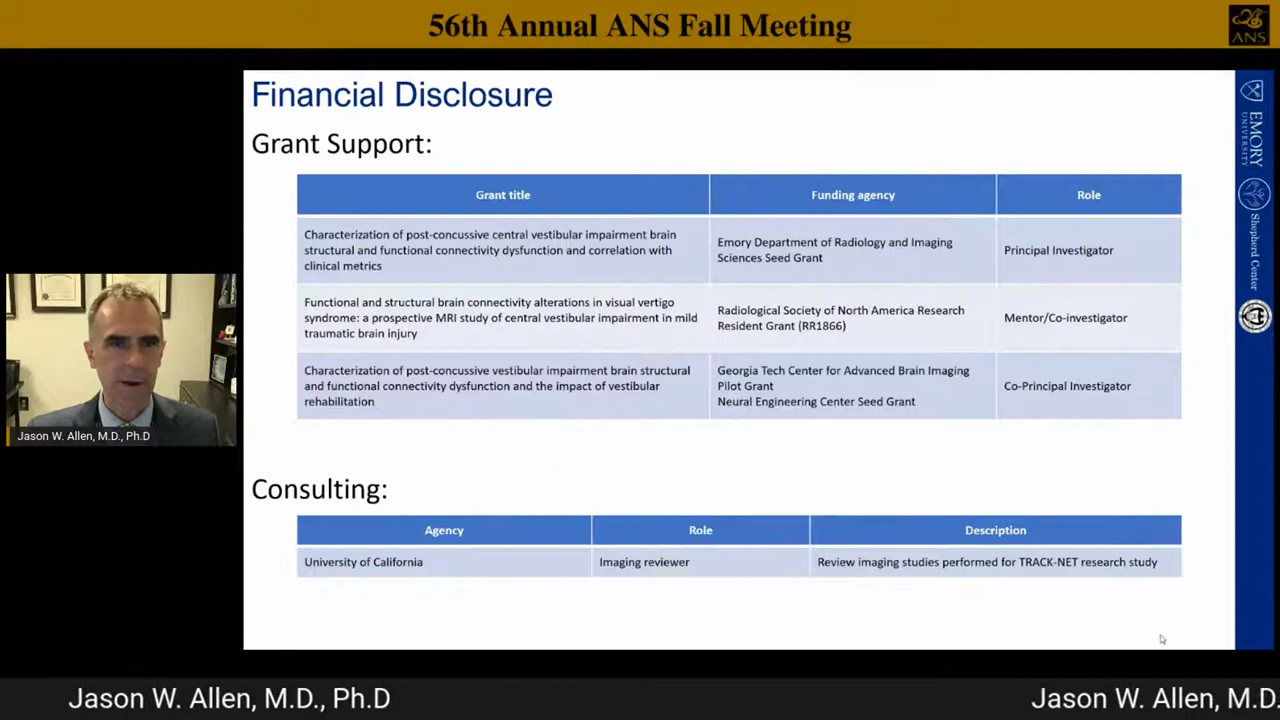 56th Annual ANS Fall Meeting
ANS
Financial Disclosure
Grant Support:
Grant title
Funding agency
Role
Characterization of post-concussive central vestibular impairment brain
structural and functional connectivity dysfunction and correlation with
clinical metrics
Emory Department of Radiology and Imaging
Sciences Seed Grant
Principal Investigator
Functional and structural brain connectivity alterations in visual vertigo
syndrome: a prospective MRI study of central vestibular impairment in mild
traumatic brain injury
Radiological Society of North America Research
Resident Grant (RR1866)
Mentor/Co-investigator
Characterization of post-concussive vestibular impairment brain structural
and functional connectivity dysfunction and the impact of vestibular
rehabilitation
Georgia Tech Center for Advanced Brain Imaging
Pilot Grant
Neural Engineering Center Seed Grant
Co-Principal Investigator
Consulting:
Agency
Role
Description
University of California
Imaging reviewer
Review imaging studies performed for TRACK-NET research study
EMORY
UNIVERSITY
Shepherd Center
Jason W. Allen, M.D., Ph.D
Jason W. Allen, M.D., Ph.D
Jason W. Allen, M.D.